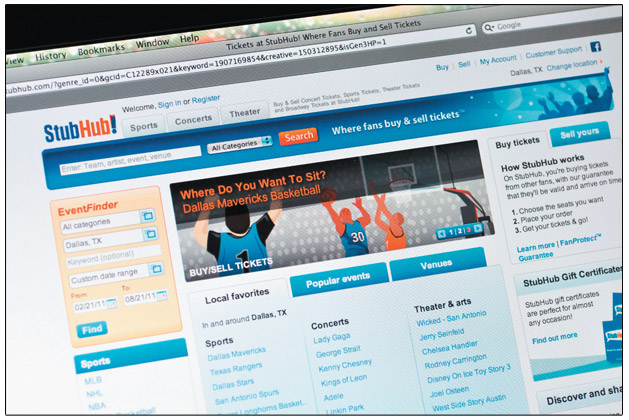 View History Bookmarks Window Help
Tickets at StubHub! Where Fans Buy and Sell Tickets
stubhub.com/?genre_id=0&gcid=C12289x021&keyword=1907169854&creative=150312895&isGen3HP=1
Google
Buy | Sell | My Account | Customer Support |
Dallas, TX Change location
Welcome, Sign in or Register
StubHub!
Sports
Concerts
Theater
Buy & Sell Concert Tickets, Sports Tickets, Theater Tickets
and Broadway Tickets at StubHub!
Enter: Team, artist, event, venue
All Categories
Search
Where fans buy & sell tickets
Buy tickets
Sell yours
How StubHub works
On StubHub, you're buying tickets
from other fans, with our guarantee
that they'll be valid and arrive on time
1. Choose the seats you want
2. Place your order
3. Get your tickets & go!
Learn more | FanProtect™
Guarantee
EventFinder
All categories
Dallas, TX
Keyword (optional)
Custom date range
From: To:
02/21/11 08/21/11
Find
Where Do You Want To Sit?
Dallas Mavericks Basketball
30
BUY/SELL TICKETS
1 | 2 | 3
Local favorites
Popular events
Venues
In and around Dallas, TX
Sports
Dallas Mavericks
Texas Rangers
Dallas Stars
San Antonio Spurs
Longhorns Basket
Concerts
Lady Gaga
George Strait
Kenny Chesney
Kings of Leon
Adele
Linkin Park
Theater & arts
Wicked - San Antonio
Jerry Seinfeld
Chelsea Handler
Rodney Carrington
Disney On Ice Toy Story 3
Joel Osteen
West Side Story Austin
StubHub Gift Certificates
StubHub gift certificates
are perfect for almost
any occasion!
Find out more
Discover and sha
Sports
MLB
NHL
NBA
Basketball